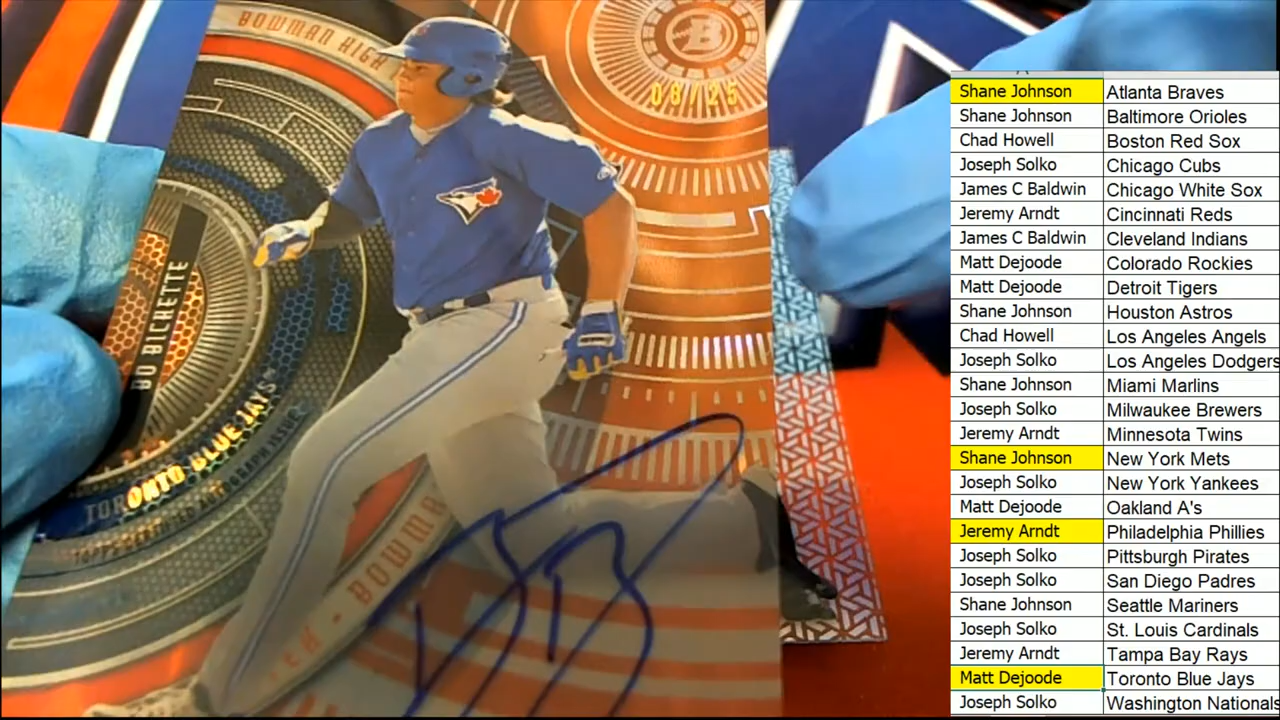 BOWMAN HIGH
B
08/25
BO BICHETTE
TORONTO BLUE JAYS
BOWMA
Shane Johnson Atlanta Braves
Shane Johnson Baltimore Orioles
Chad Howell Boston Red Sox
Joseph Solko Chicago Cubs
James C Baldwin Chicago White Sox
Jeremy Arndt Cincinnati Reds
James C Baldwin Cleveland Indians
Matt Dejoode Colorado Rockies
Matt Dejoode Detroit Tigers
Shane Johnson Houston Astros
Chad Howell Los Angeles Angels
Joseph Solko Los Angeles Dodgers
Shane Johnson Miami Marlins
Joseph Solko Milwaukee Brewers
Jeremy Arndt Minnesota Twins
Shane Johnson New York Mets
Joseph Solko New York Yankees
Matt Dejoode Oakland A's
Jeremy Arndt Philadelphia Phillies
Joseph Solko Pittsburgh Pirates
Joseph Solko San Diego Padres
Shane Johnson Seattle Mariners
Joseph Solko St. Louis Cardinals
Jeremy Arndt Tampa Bay Rays
Matt Dejoode Toronto Blue Jays
Joseph Solko Washington Nationals